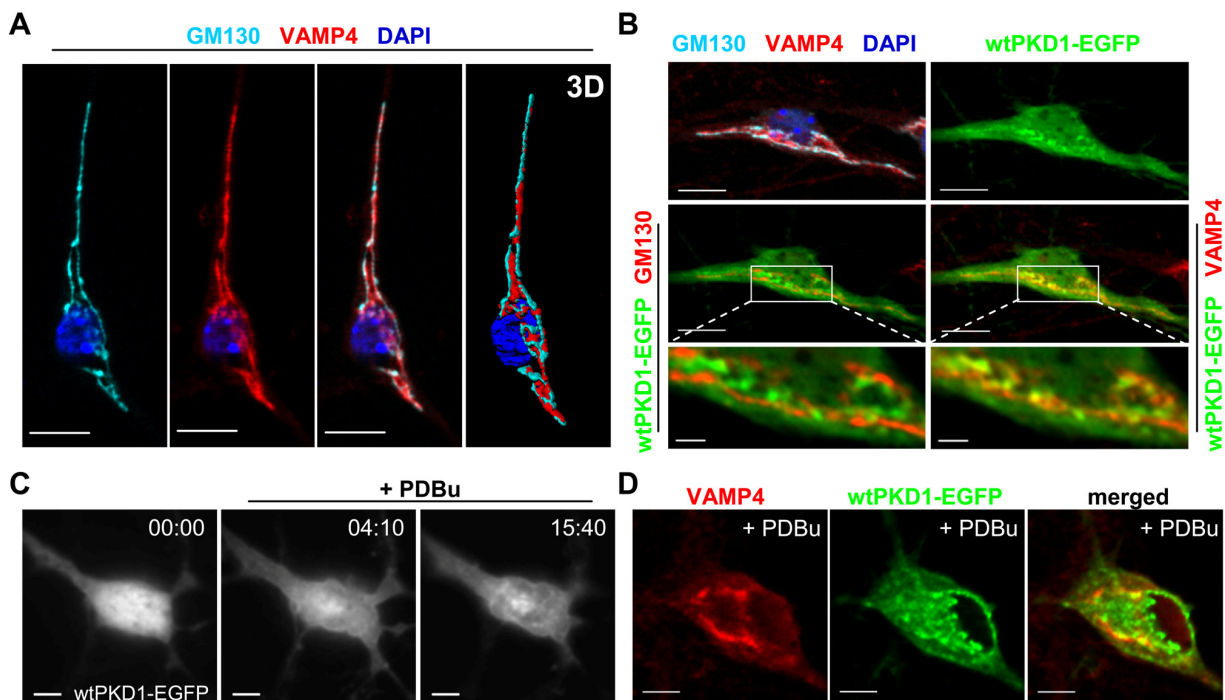 A
GM130 VAMP4 DAPI
3D
B
GM130 VAMP4 DAPI
wtPKD1-EGFP
wtPKD1-EGFP GM130
wtPKD1-EGFP VAMP4
C
+ PDBu
00:00
04:10
15:40
wtPKD1-EGFP
D
VAMP4
wtPKD1-EGFP
merged
+ PDBu
+ PDBu
+ PDBu